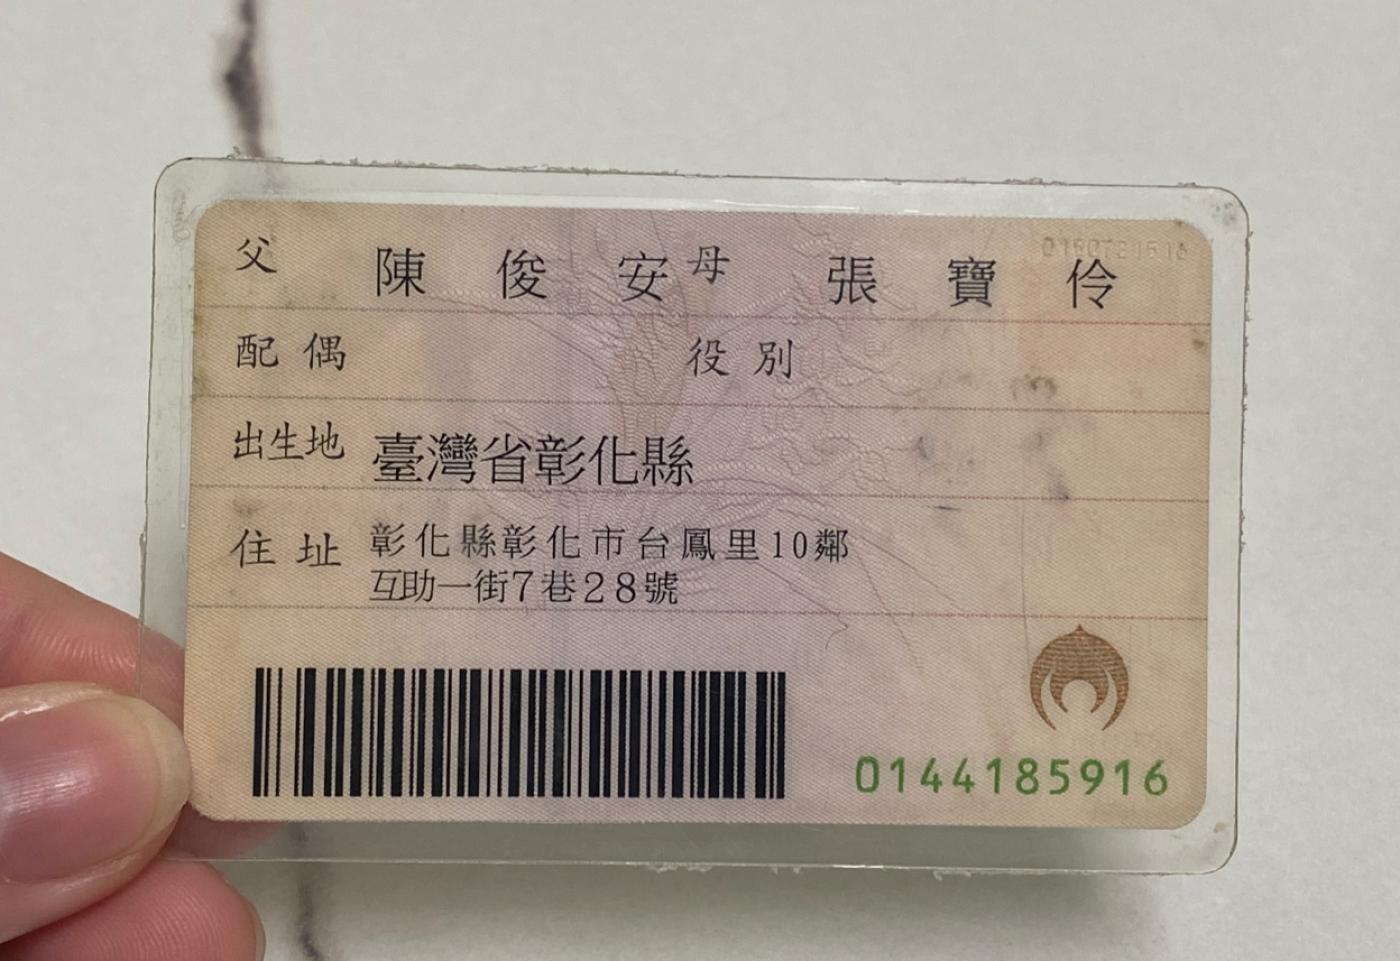 父 陳俊安 母 張寶伶
配偶 役別
出生地 臺灣省彰化縣
住址 彰化縣彰化市台鳳里10鄰
互助一街7巷28號
0144185916